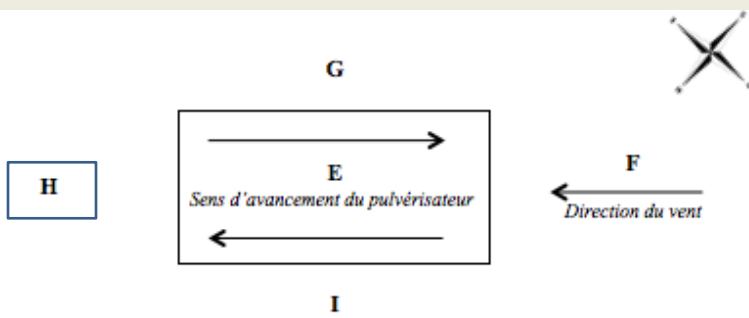 G
H
E
F
Sens d'avancement du pulvérisateur
Direction du vent
I